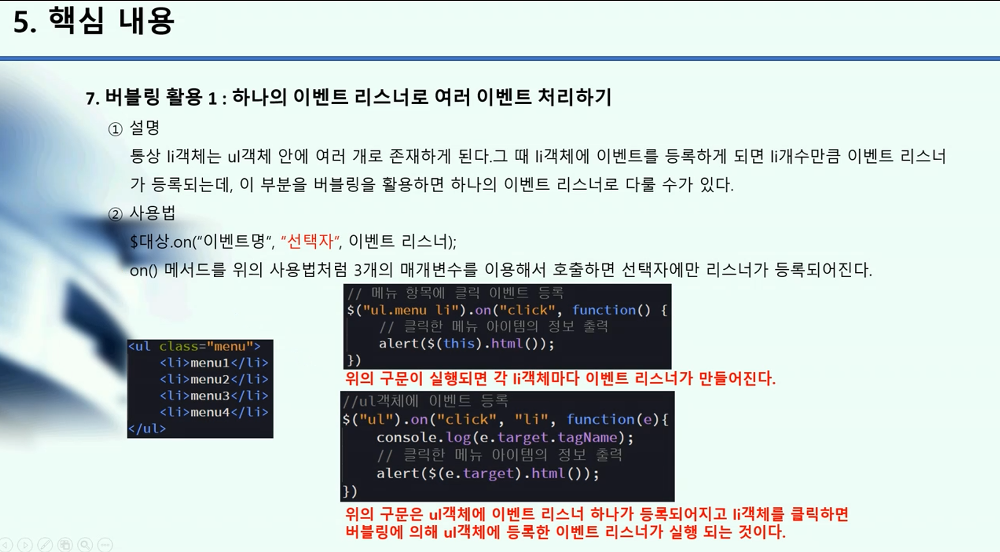 5. 핵심 내용
7. 버블링 활용 1 : 하나의 이벤트 리스너로 여러 이벤트 처리하기
① 설명
통상 li객체는 ul객체 안에 여러 개로 존재하게 된다.그 때 li객체에 이벤트를 등록하게 되면 li개수만큼 이벤트 리스너
가 등록되는데, 이 부분을 버블링을 활용하면 하나의 이벤트 리스너로 다룰 수가 있다.
② 사용법
$대상.on(“이벤트명“, ”선택자”, 이벤트 리스너);
on() 메서드를 위의 사용법처럼 3개의 매개변수를 이용해서 호출하면 선택자에만 리스너가 등록되어진다.
<ul class="menu">
    <li>menu1</li>
    <li>menu2</li>
    <li>menu3</li>
    <li>menu4</li>
</ul>
// 메뉴 항목에 클릭 이벤트 등록
$("ul.menu li").on("click", function() {
    // 클릭한 메뉴 아이템의 정보 출력
    alert($(this).html());
})
위의 구문이 실행되면 각 li객체마다 이벤트 리스너가 만들어진다.
//ul객체에 이벤트 등록
$("ul").on("click", "li", function(e){
    console.log(e.target.tagName);
    // 클릭한 메뉴 아이템의 정보 출력
    alert($(e.target).html());
})
위의 구문은 ul객체에 이벤트 리스너 하나가 등록되어지고 li객체를 클릭하면
버블링에 의해 ul객체에 등록한 이벤트 리스너가 실행 되는 것이다.